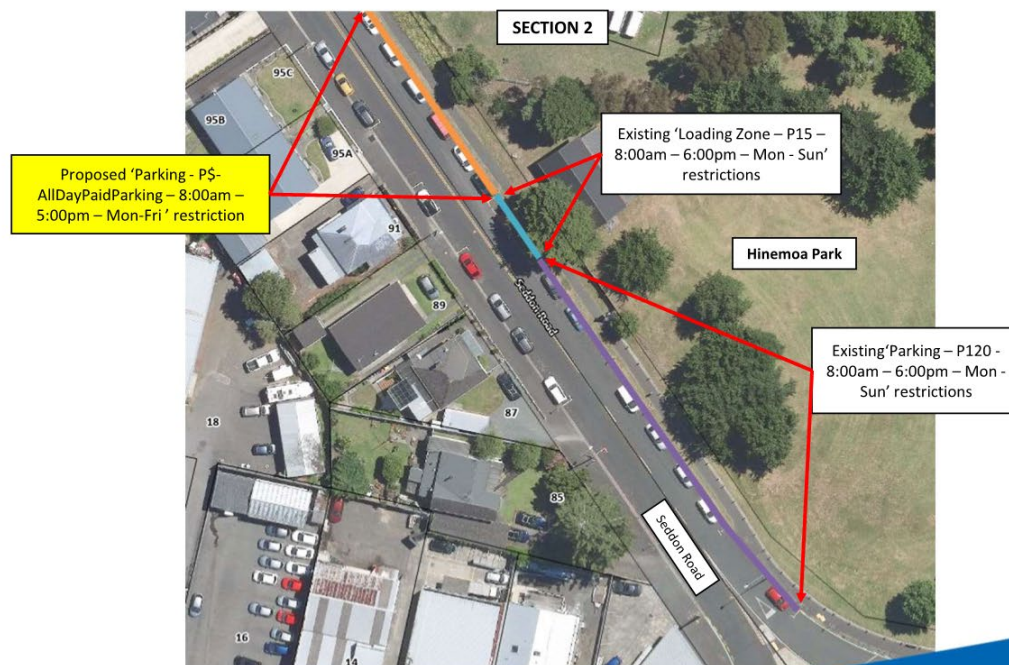 SECTION 2
95C
95B
95A
Existing ‘Loading Zone – P15 –
8:00am – 6:00pm – Mon - Sun’
restrictions
Proposed ‘Parking - P$-
AllDayPaidParking – 8:00am –
5:00pm – Mon-Fri ’ restriction
91
Hinemoa Park
89
Seddon Road
Existing‘Parking – P120 -
8:00am – 6:00pm – Mon -
Sun’ restrictions
87
18
85
Seddon Road
16
14